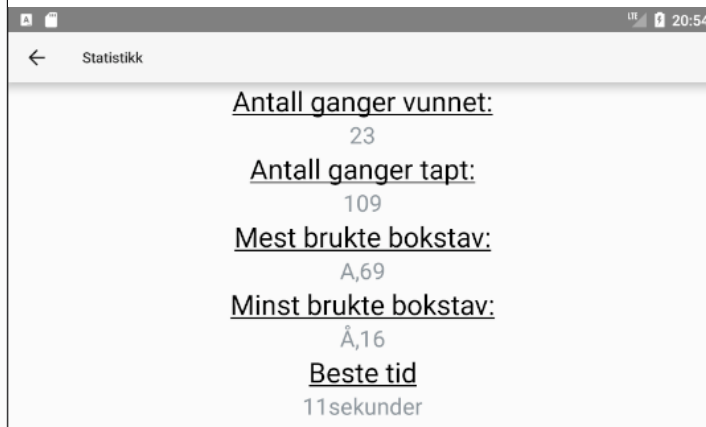 A LTE 20:54
Statistikk
Antall ganger vunnet:
23
Antall ganger tapt:
109
Mest brukte bokstav:
A,69
Minst brukte bokstav:
Å,16
Beste tid
11sekunder